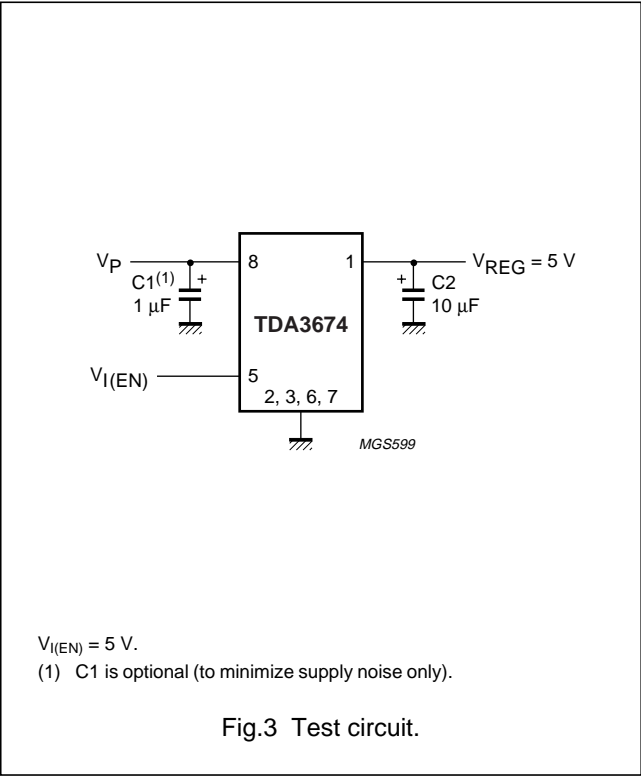 V_P
C1(1) +
1 μF
8
1
V_REG = 5 V
+ C2
10 μF
TDA3674
V_I(EN)
5
2, 3, 6, 7
MGS599
V_I(EN) = 5 V.
(1) C1 is optional (to minimize supply noise only).
Fig.3 Test circuit.